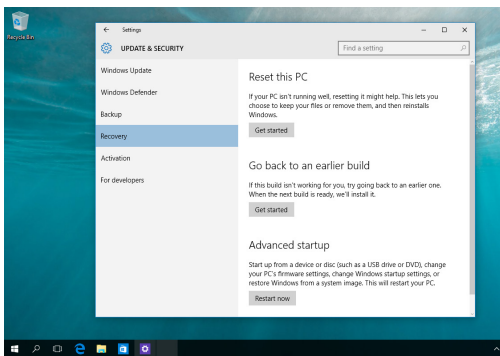 Recycle Bin
Settings
UPDATE & SECURITY
Find a setting
Windows Update
Windows Defender
Backup
Recovery
Activation
For developers
Reset this PC
If your PC isn't running well, resetting it might help. This lets you
choose to keep your files or remove them, and then reinstalls
Windows.
Get started
Go back to an earlier build
If this build isn't working for you, try going back to an earlier one.
When the next build is ready, we'll install it.
Get started
Advanced startup
Start up from a device or disc (such as a USB drive or DVD), change
your PC's firmware settings, change Windows startup settings, or
restore Windows from a system image. This will restart your PC.
Restart now